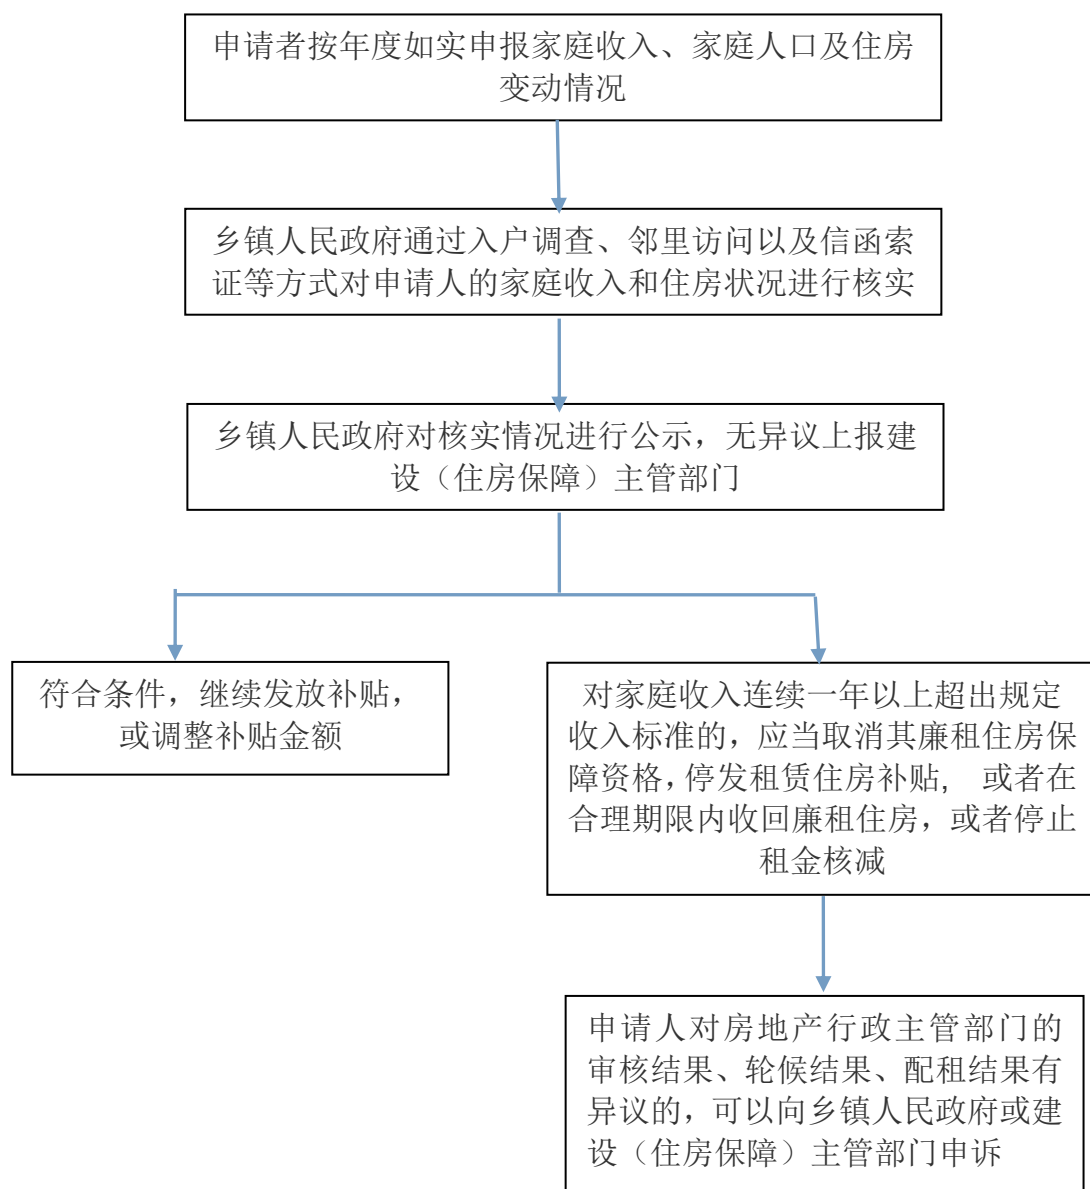 申请者按年度如实申报家庭收入、家庭人口及住房
变动情况
乡镇人民政府通过入户调查、邻里访问以及信函索
证等方式对申请人的家庭收入和住房状况进行核实
乡镇人民政府对核实情况进行公示，无异议上报建
设（住房保障）主管部门
符合条件，继续发放补贴，
或调整补贴金额
对家庭收入连续一年以上超出规定
收入标准的，应当取消其廉租住房保
障资格，停发租赁住房补贴， 或者在
合理期限内收回廉租住房，或者停止
租金核减
申请人对房地产行政主管部门的
审核结果、轮候结果、配租结果有
异议的，可以向乡镇人民政府或建
设（住房保障）主管部门申诉